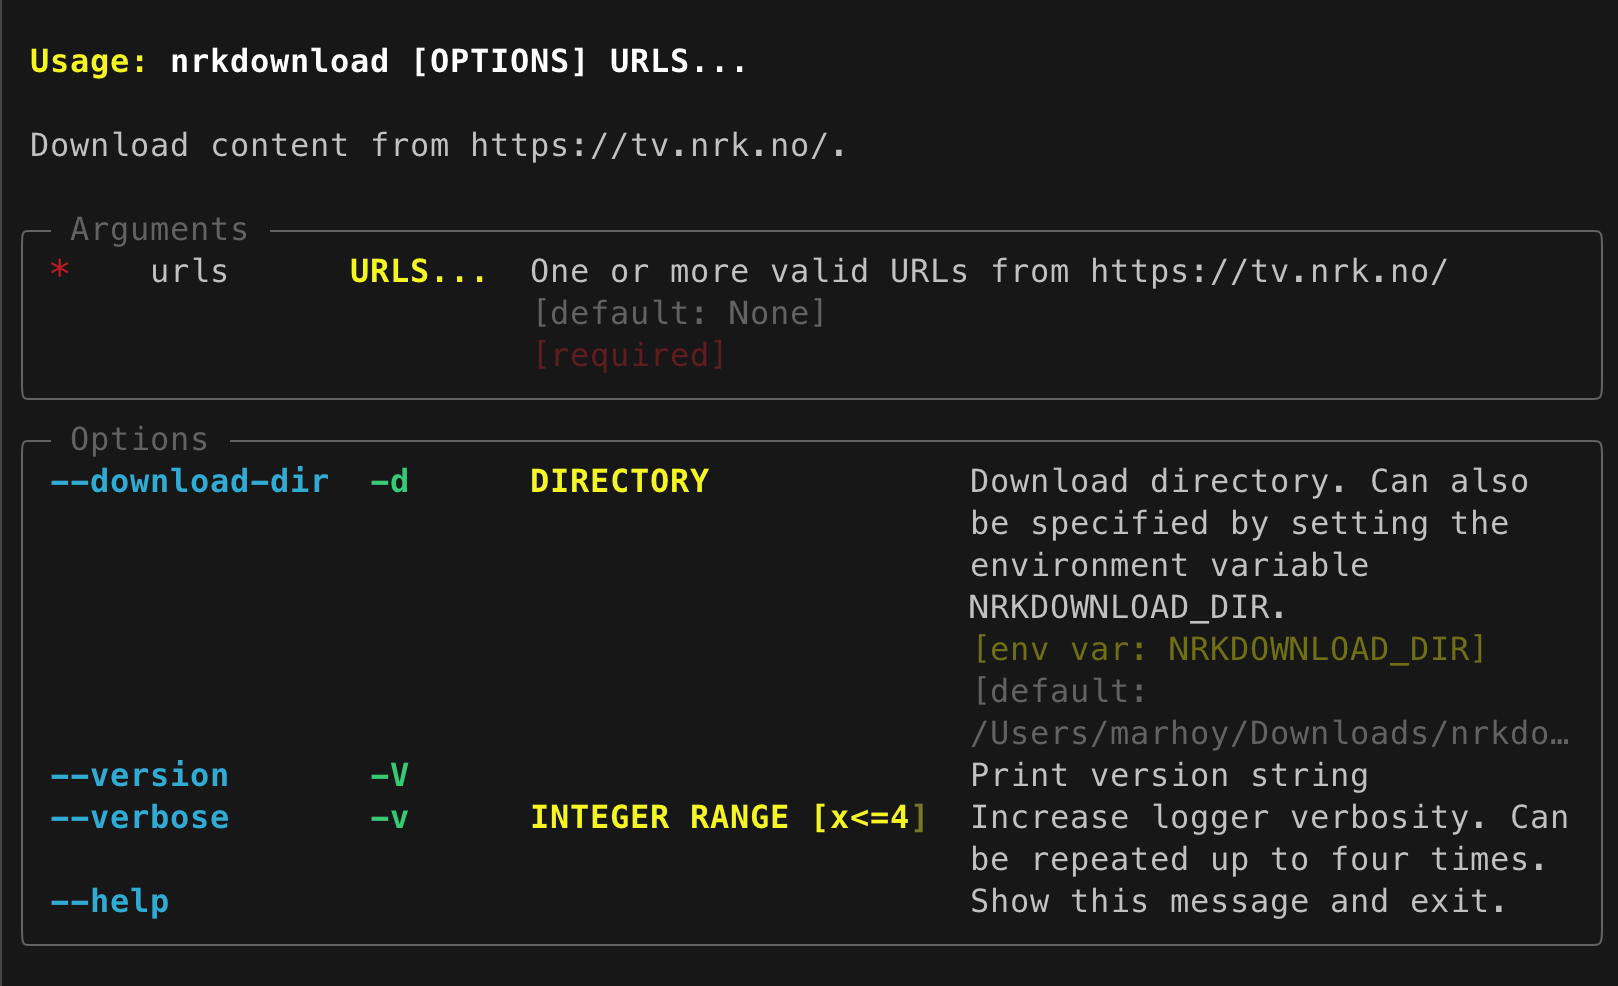 Usage: nrkdownload [OPTIONS] URLS...
Download content from https://tv.nrk.no/.
Arguments
* urls URLS... One or more valid URLs from https://tv.nrk.no/
[default: None]
[required]
Options
--download-dir -d DIRECTORY Download directory. Can also
be specified by setting the
environment variable
NRKDOWNLOAD_DIR.
[env var: NRKDOWNLOAD_DIR]
[default:
/Users/marhoy/Downloads/nrkdo…
--version -V Print version string
--verbose -v INTEGER RANGE [x<=4] Increase logger verbosity. Can
be repeated up to four times.
--help Show this message and exit.